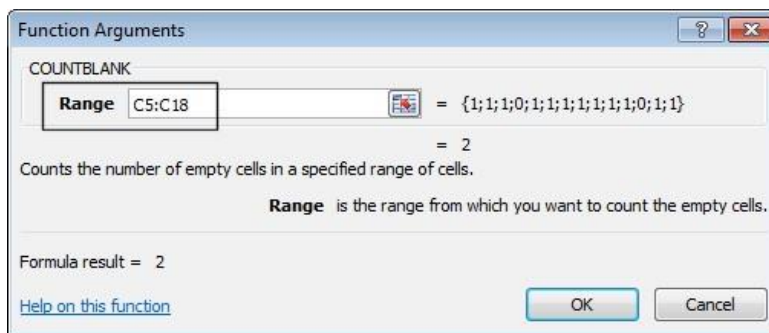 Function Arguments
COUNTBLANK
Range C5:C18 = {1;1;1;0;1;1;1;1;1;1;1;0;1;1}
= 2
Counts the number of empty cells in a specified range of cells.
Range is the range from which you want to count the empty cells.
Formula result = 2
Help on this function
OK Cancel